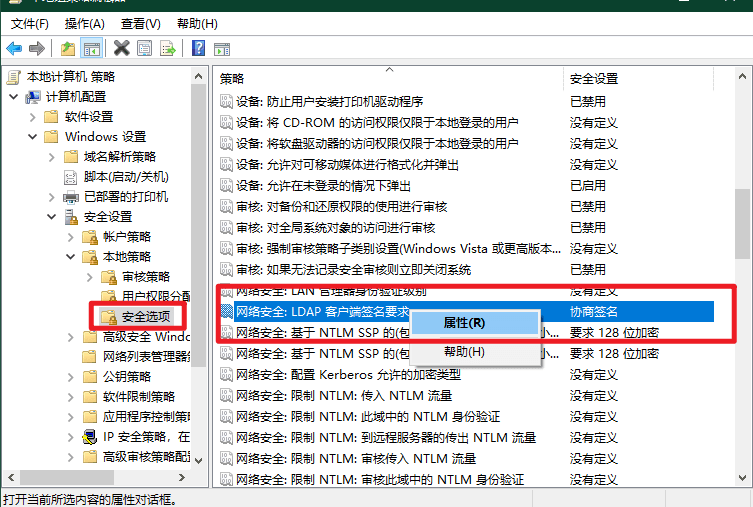 文件(F) 操作(A) 查看(V) 帮助(H)
本地计算机 策略
计算机配置
软件设置
Windows 设置
域名解析策略
脚本(启动/关机)
已部署的打印机
安全设置
帐户策略
本地策略
审核策略
用户权限分配
安全选项
高级安全 Windo
网络列表管理器
公钥策略
软件限制策略
应用程序控制策略
IP 安全策略，在
高级审核策略配
策略 安全设置
设备: 防止用户安装打印机驱动程序 已禁用
设备: 将 CD-ROM 的访问权限仅限于本地登录的用户 没有定义
设备: 将软盘驱动器的访问权限仅限于本地登录的用户 没有定义
设备: 允许对可移动媒体进行格式化并弹出 没有定义
设备: 允许在未登录的情况下弹出 已启用
审核: 对备份和还原权限的使用进行审核 已禁用
审核: 对全局系统对象的访问进行审核 已禁用
审核: 强制审核策略子类别设置(Windows Vista 或更高版本... 没有定义
审核: 如果无法记录安全审核则立即关闭系统 已禁用
网络安全: LAN 管理器身份验证级别 没有定义
网络安全: LDAP 客户端签名要求 协商签名
网络安全: 基于 NTLM SSP 的(包 小... 要求 128 位加密
网络安全: 基于 NTLM SSP 的(包 小... 要求 128 位加密
属性(R)
帮助(H)
网络安全: 配置 Kerberos 允许的加密类型 没有定义
网络安全: 限制 NTLM: 传入 NTLM 流量 没有定义
网络安全: 限制 NTLM: 此域中的 NTLM 身份验证 没有定义
网络安全: 限制 NTLM: 到远程服务器的传出 NTLM 流量 没有定义
网络安全: 限制 NTLM: 审核传入 NTLM 流量 没有定义
网络安全: 限制 NTLM: 审核此域中的 NTLM 身份验证 没有定义
打开当前所选内容的属性对话框。